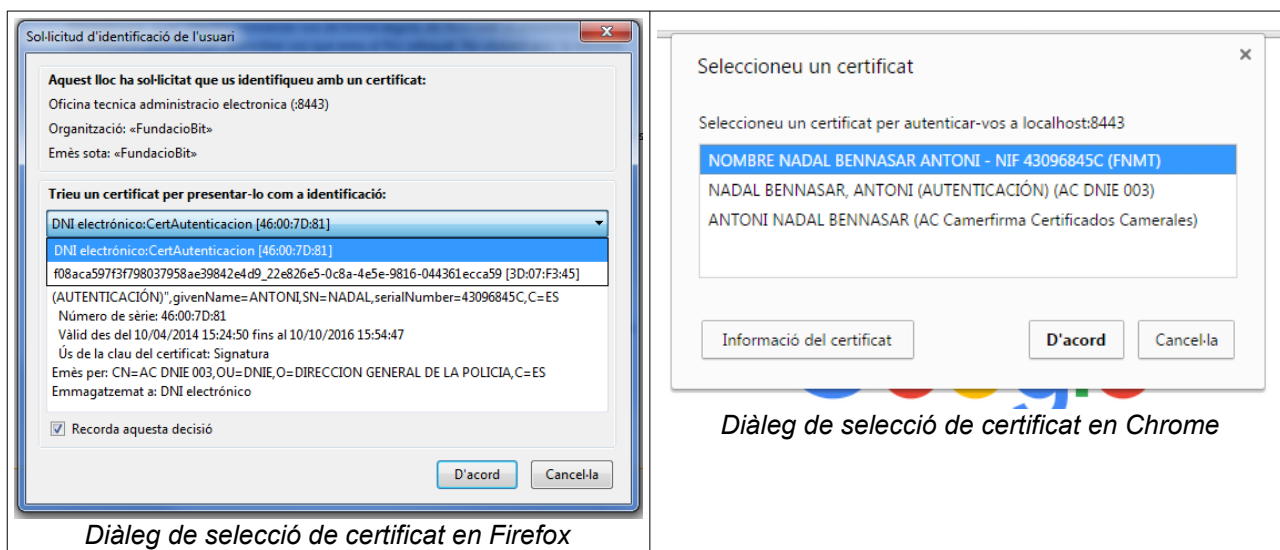 Sol·licitud d'identificació de l'usuari
Aquest lloc ha sol·licitat que us identifiqueu amb un certificat:
Oficina tecnica administracio electronica (:8443)
Organització: «FundacioBit»
Emès sota: «FundacioBit»
Trieu un certificat per presentar-lo com a identificació:
DNI electrónico:CertAutenticacion [46:00:7D:81]
DNI electrónico:CertAutenticacion [46:00:7D:81]
f08aca597f3f798037958ae39842e4d9_22e826e5-0c8a-4e5e-9816-044361ecca59 [3D:07:F3:45]
(AUTENTICACIÓN)",givenName=ANTONI,SN=NADAL,serialNumber=43096845C,C=ES
Número de sèrie: 46:00:7D:81
Vàlid des del 10/04/2014 15:24:50 fins al 10/10/2016 15:54:47
Ús de la clau del certificat: Signatura
Emès per: CN=AC DNIE 003,OU=DNIE,O=DIRECCION GENERAL DE LA POLICIA,C=ES
Emmagatzemat a: DNI electrónico
Recorda aquesta decisió
D'acord
Cancel·la
Diàleg de selecció de certificat en Firefox
Seleccioneu un certificat
Seleccioneu un certificat per autenticar-vos a localhost:8443
NOMBRE NADAL BENNASAR ANTONI - NIF 43096845C (FNMT)
NADAL BENNASAR, ANTONI (AUTENTICACIÓN) (AC DNIE 003)
ANTONI NADAL BENNASAR (AC Camerfirma Certificados Camerales)
Informació del certificat
D'acord
Cancel·la
Diàleg de selecció de certificat en Chrome